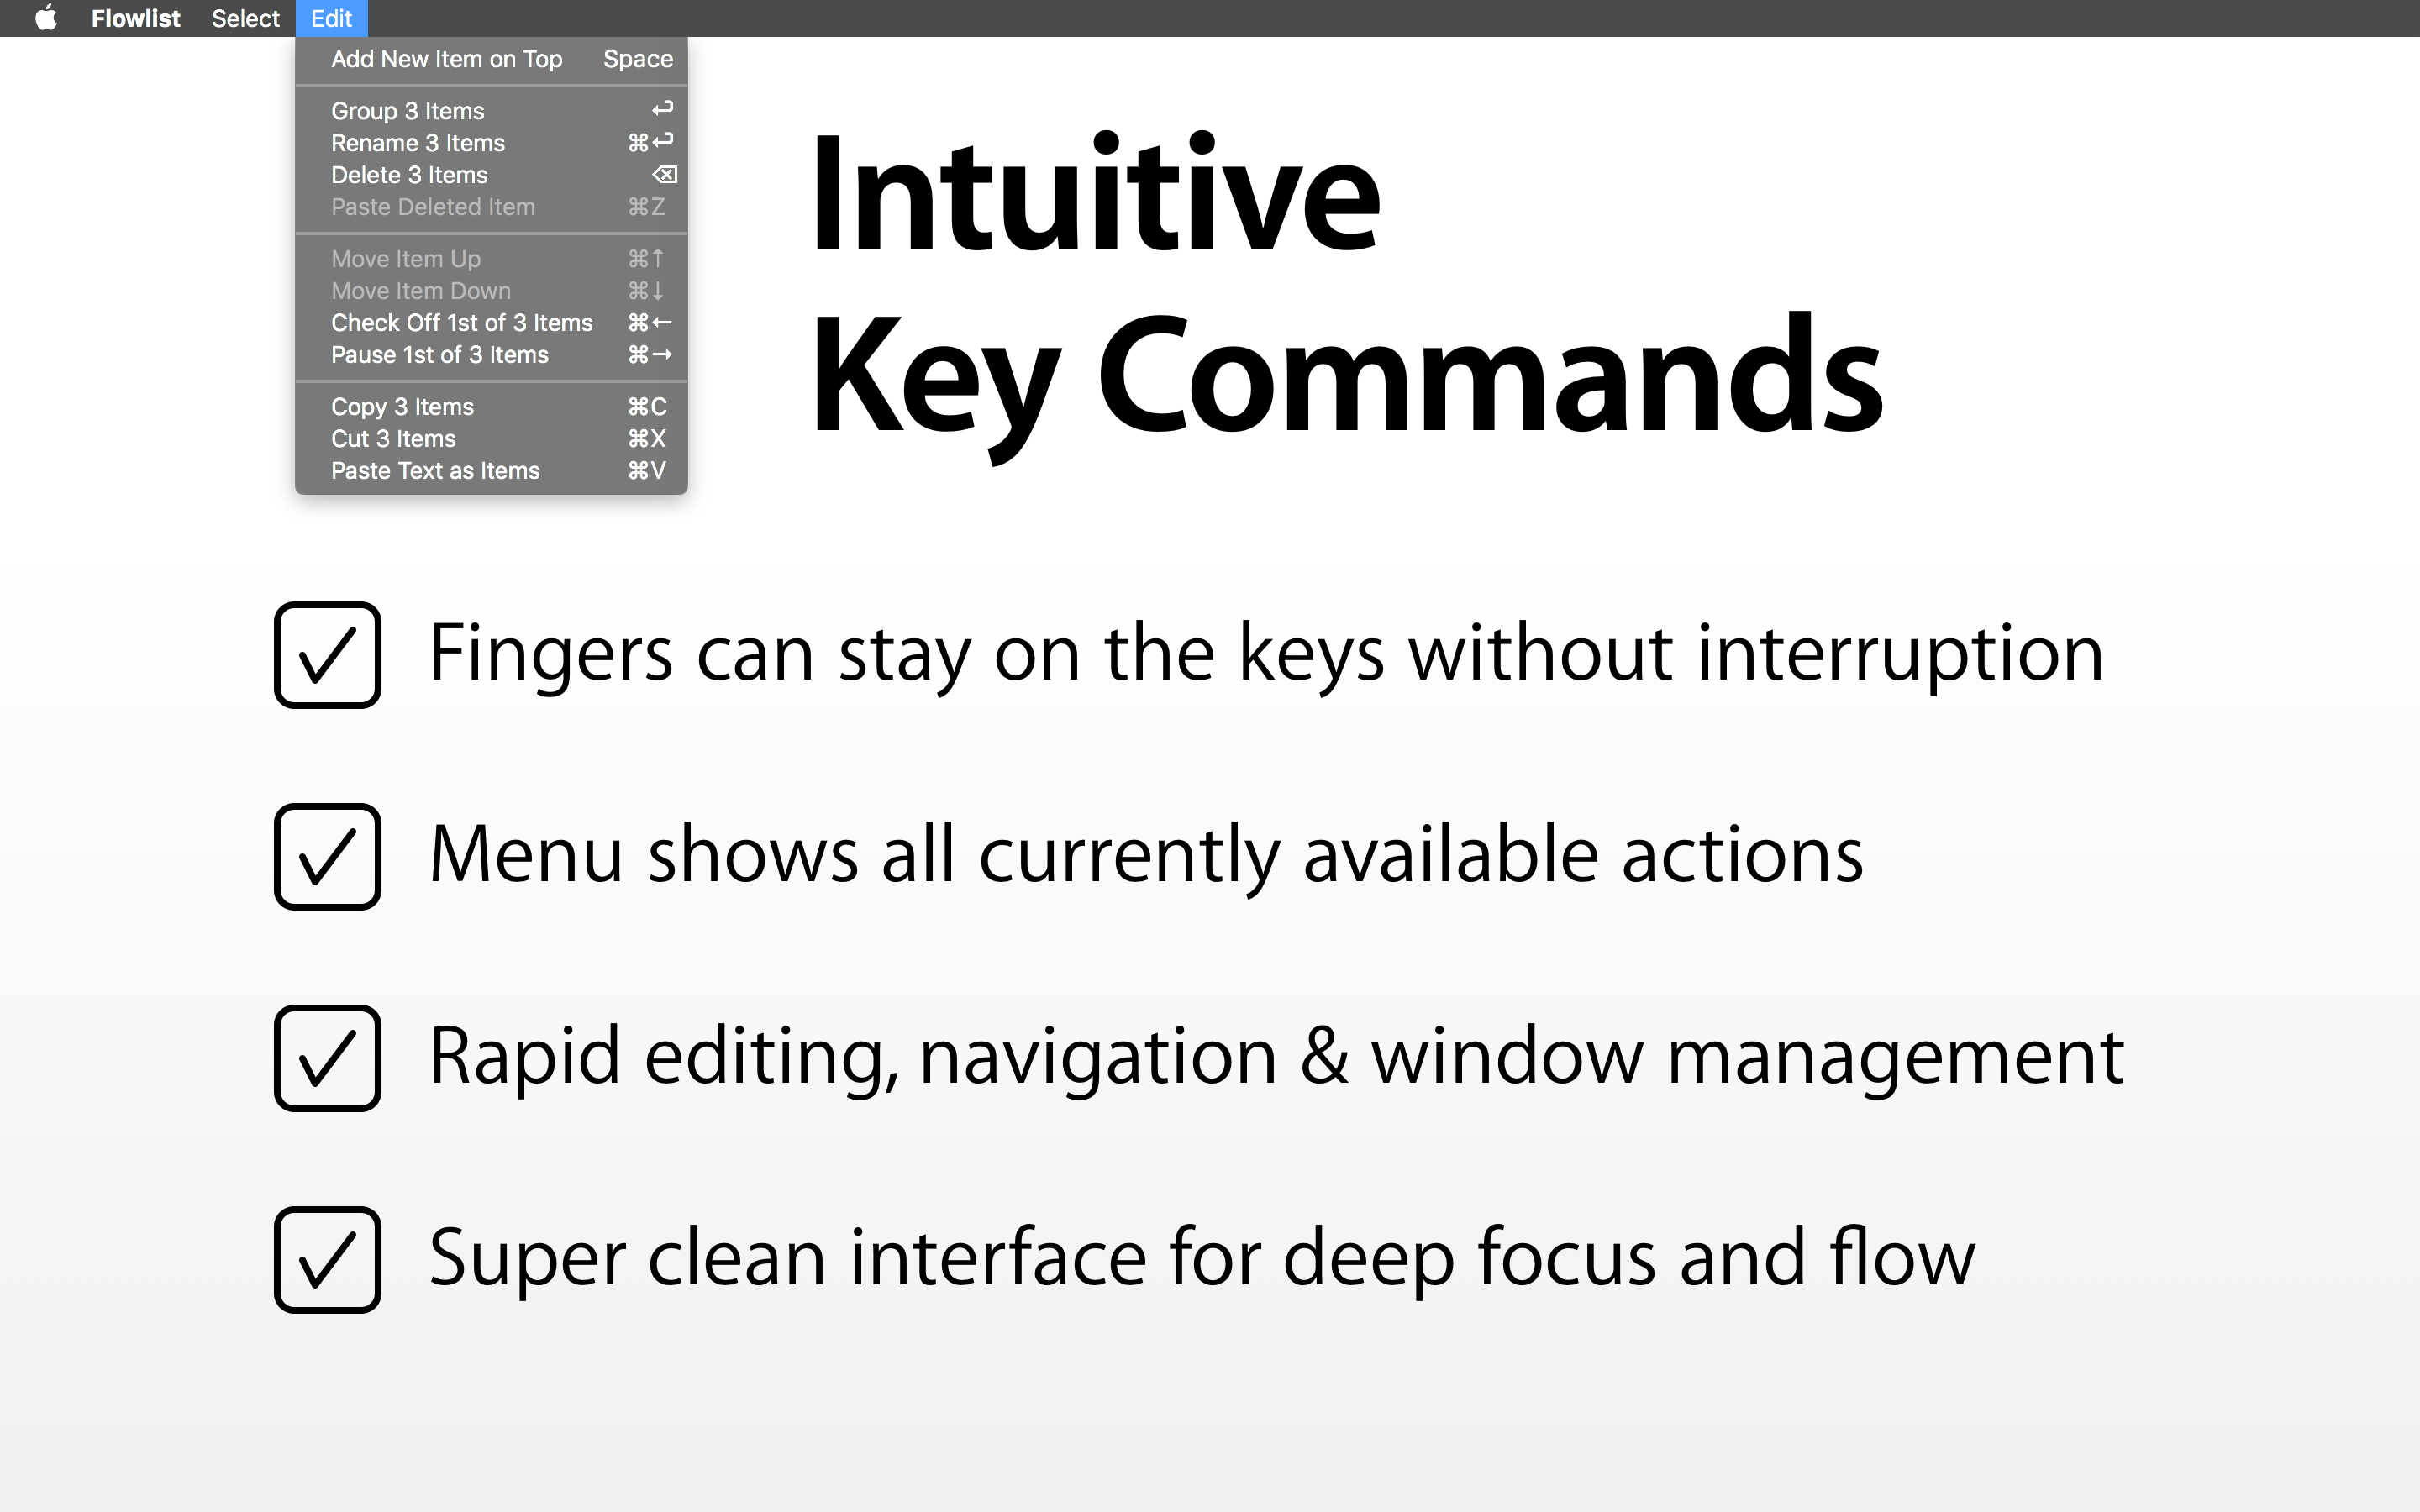 Flowlist Select Edit
Add New Item on Top Space
Group 3 Items ↩
Rename 3 Items ⌘↩
Delete 3 Items ⌫
Paste Deleted Item ⌘Z
Move Item Up ⌘↑
Move Item Down ⌘↓
Check Off 1st of 3 Items ⌘←
Pause 1st of 3 Items ⌘→
Copy 3 Items ⌘C
Cut 3 Items ⌘X
Paste Text as Items ⌘V
Intuitive
Key Commands
Fingers can stay on the keys without interruption
Menu shows all currently available actions
Rapid editing, navigation & window management
Super clean interface for deep focus and flow